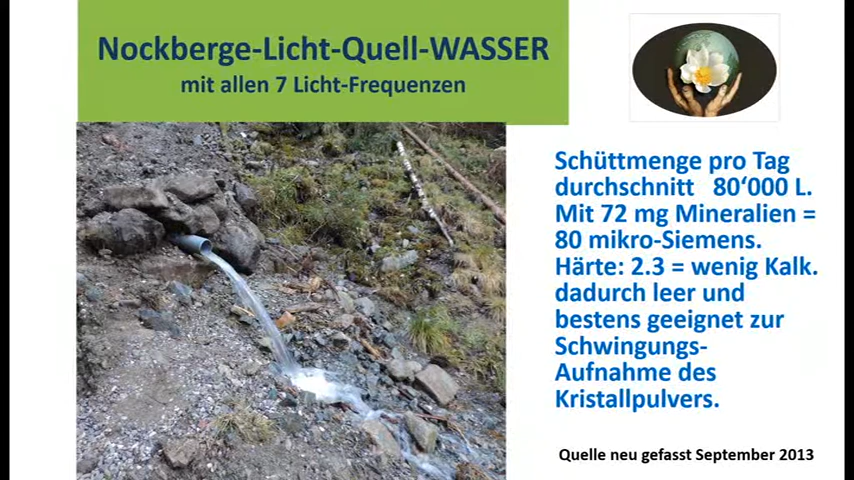 Nockberge-Licht-Quell-WASSER
mit allen 7 Licht-Frequenzen
Schüttmenge pro Tag
durchschnitt 80‘000 L.
Mit 72 mg Mineralien =
80 mikro-Siemens.
Härte: 2.3 = wenig Kalk.
dadurch leer und
bestens geeignet zur
Schwingungs-
Aufnahme des
Kristallpulvers.
Quelle neu gefasst September 2013